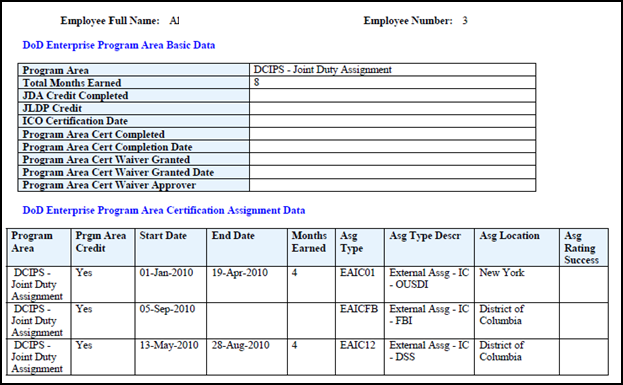 Employee Full Name: Al Employee Number: 3
DoD Enterprise Program Area Basic Data
Program Area DCIPS - Joint Duty Assignment
Total Months Earned 8
JDA Credit Completed
JLDP Credit
ICO Certification Date
Program Area Cert Completed
Program Area Cert Completion Date
Program Area Cert Waiver Granted
Program Area Cert Waiver Granted Date
Program Area Cert Waiver Approver
DoD Enterprise Program Area Certification Assignment Data
Program Prgm Area Start Date End Date Months Asg Asg Type Descr Asg Location Asg
Area Credit Earned Type Rating
Success
DCIPS - Yes 01-Jan-2010 19-Apr-2010 4 EAIC01 External Assg - IC New York
Joint Duty - OUSDI
Assignment
DCIPS - Yes 05-Sep-2010 EAICFB External Assg - IC District of
Joint Duty - FBI Columbia
Assignment
DCIPS - Yes 13-May-2010 28-Aug-2010 4 EAIC12 External Assg - IC District of
Joint Duty - DSS Columbia
Assignment